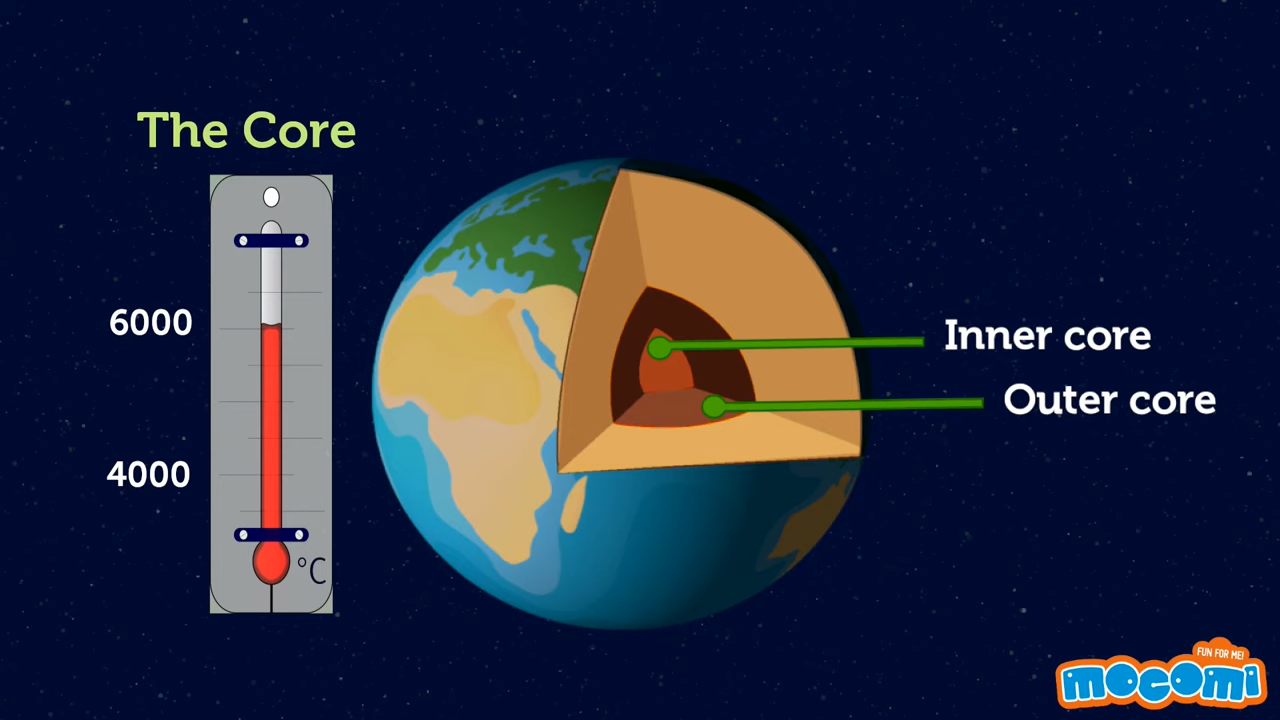 The Core
6000
4000
°C
Inner core
Outer core
FUN FOR ME!
mocomi